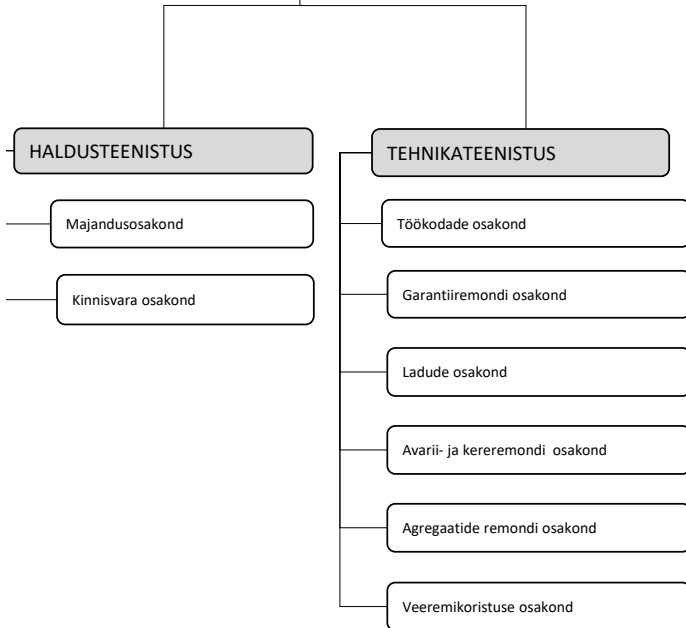 HALDUSTEENISTUS
Majandusosakond
Kinnisvara osakond
TEHNIKATEENISTUS
Töökodade osakond
Garantiiremondi osakond
Ladude osakond
Avarii- ja kereremondi osakond
Agregaatide remondi osakond
Veeremikoristuse osakond